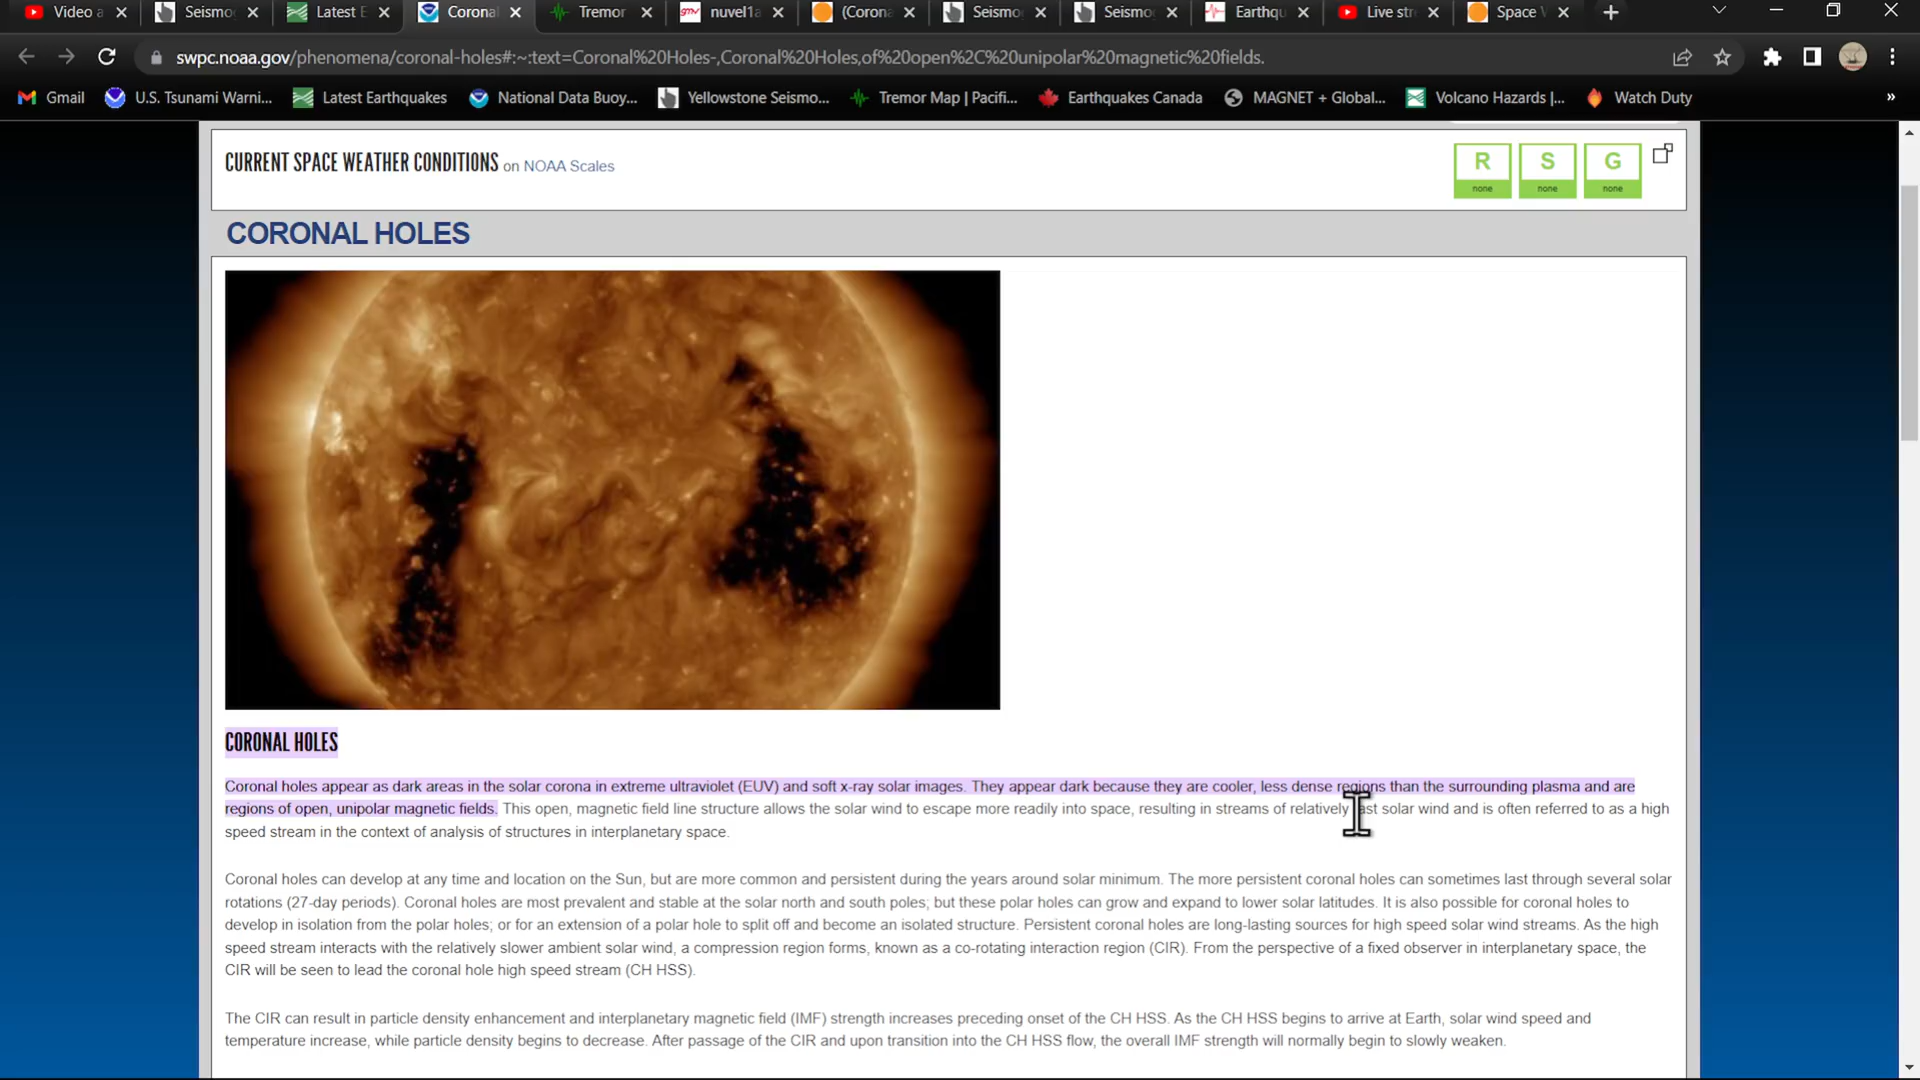 Video a
Seismo
Latest E
Coronal
Tremor
nuvel1a
(Corona
Seismo
Seismo
Earthqu
Live str
Space W
swpc.noaa.gov/phenomena/coronal-holes#:~:text=Coronal%20Holes-,Coronal%20Holes,of%20open%2C%20unipolar%20magnetic%20fields.
Gmail
U.S. Tsunami Warni...
Latest Earthquakes
National Data Buoy...
Yellowstone Seismo...
Tremor Map | Pacifi...
Earthquakes Canada
MAGNET + Global...
Volcano Hazards |...
Watch Duty
»
CURRENT SPACE WEATHER CONDITIONS on NOAA Scales
R
none
S
none
G
none
CORONAL HOLES
CORONAL HOLES
Coronal holes appear as dark areas in the solar corona in extreme ultraviolet (EUV) and soft x-ray solar images. They appear dark because they are cooler, less dense regions than the surrounding plasma and are
regions of open, unipolar magnetic fields. This open, magnetic field line structure allows the solar wind to escape more readily into space, resulting in streams of relatively fast solar wind and is often referred to as a high
speed stream in the context of analysis of structures in interplanetary space.
Coronal holes can develop at any time and location on the Sun, but are more common and persistent during the years around solar minimum. The more persistent coronal holes can sometimes last through several solar
rotations (27-day periods). Coronal holes are most prevalent and stable at the solar north and south poles; but these polar holes can grow and expand to lower solar latitudes. It is also possible for coronal holes to
develop in isolation from the polar holes; or for an extension of a polar hole to split off and become an isolated structure. Persistent coronal holes are long-lasting sources for high speed solar wind streams. As the high
speed stream interacts with the relatively slower ambient solar wind, a compression region forms, known as a co-rotating interaction region (CIR). From the perspective of a fixed observer in interplanetary space, the
CIR will be seen to lead the coronal hole high speed stream (CH HSS).
The CIR can result in particle density enhancement and interplanetary magnetic field (IMF) strength increases preceding onset of the CH HSS. As the CH HSS begins to arrive at Earth, solar wind speed and
temperature increase, while particle density begins to decrease. After passage of the CIR and upon transition into the CH HSS flow, the overall IMF strength will normally begin to slowly weaken.